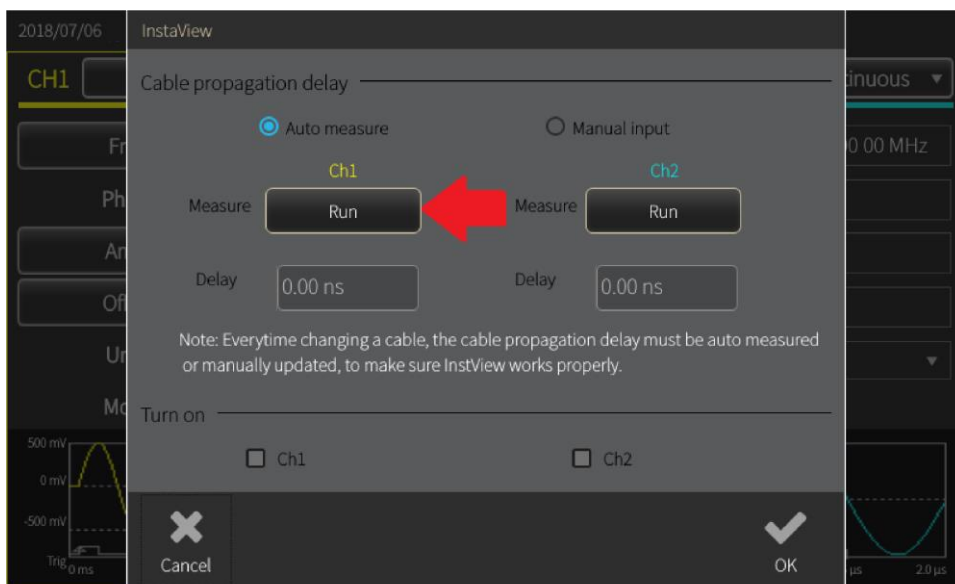 2018/07/06
InstaView
CH1
Cable propagation delay
Auto measure
Manual input
00 MHz
Ch1
Ch2
Measure
Run
Measure
Run
Delay
0.00 ns
Delay
0.00 ns
Note: Everytime changing a cable, the cable propagation delay must be auto measured
or manually updated, to make sure InstView works properly.
Turn on
Ch1
Ch2
500 mV
0 mV
-500 mV
Trig
0 ms
Cancel
OK
µs
2.0 µs